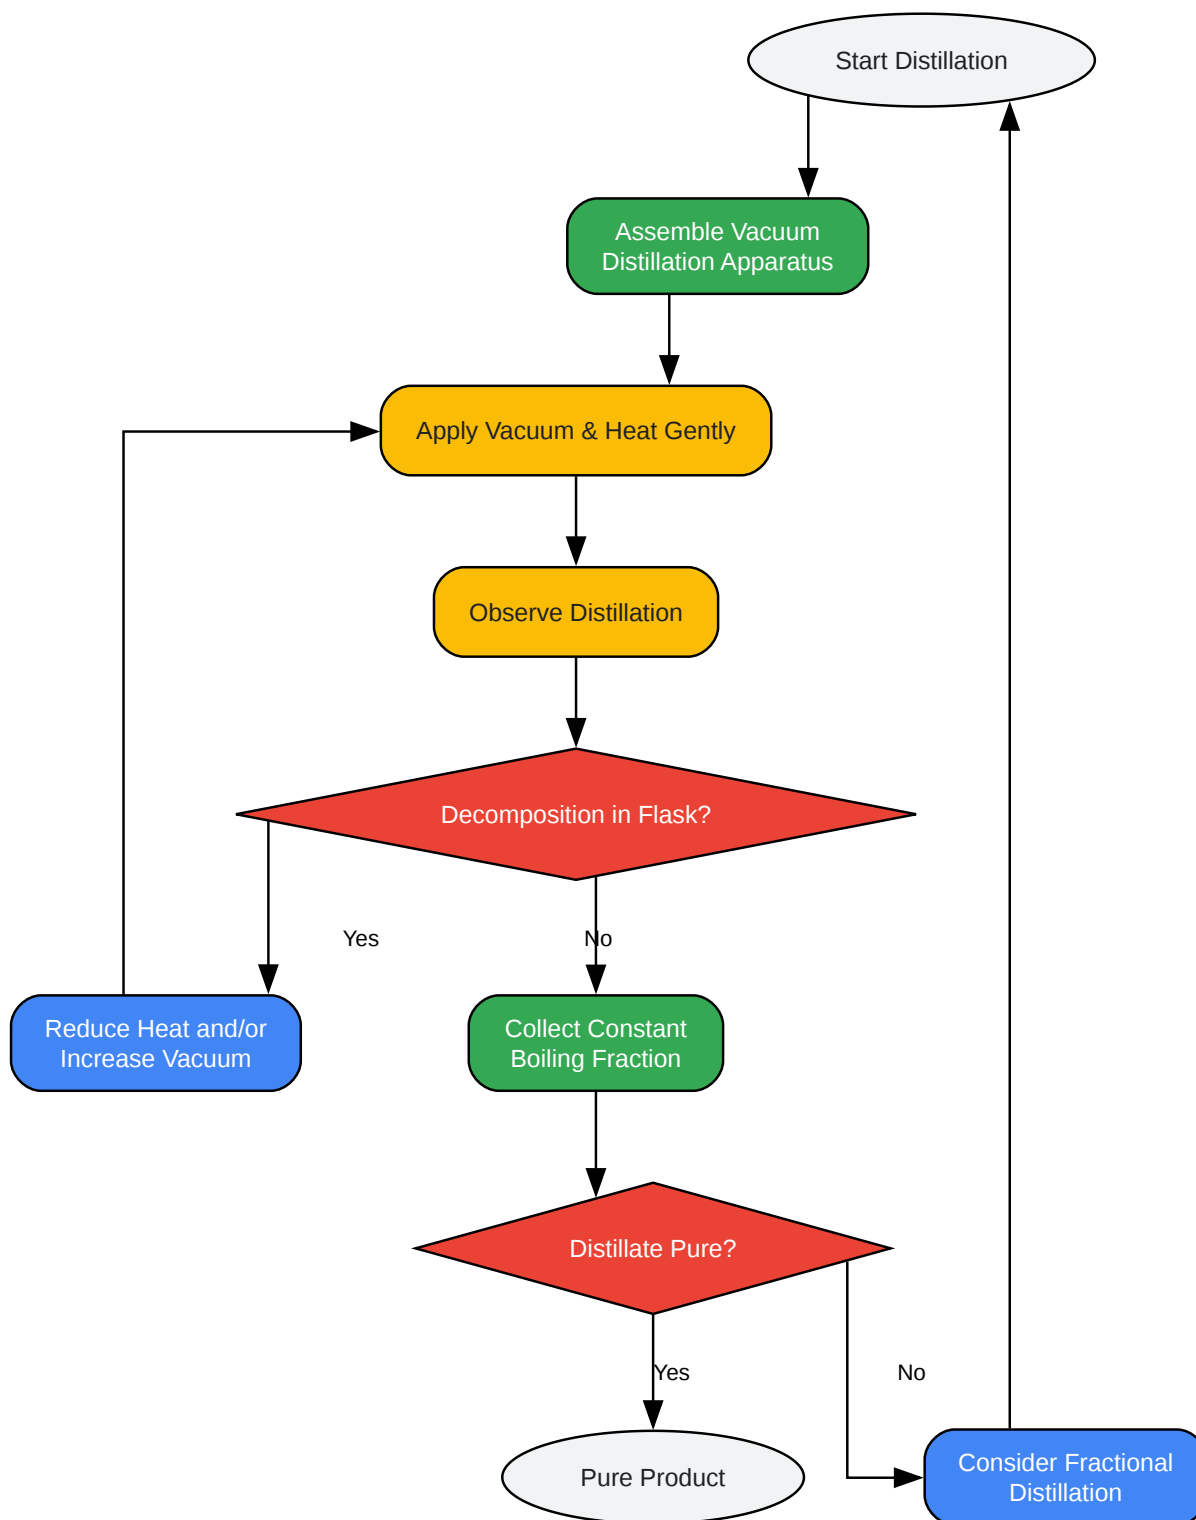 Start Distillation
Assemble Vacuum
Distillation Apparatus
Apply Vacuum & Heat Gently
Observe Distillation
Decomposition in Flask?
Yes
No
Reduce Heat and/or
Increase Vacuum
Collect Constant
Boiling Fraction
Distillate Pure?
Yes
No
Pure Product
Consider Fractional
Distillation